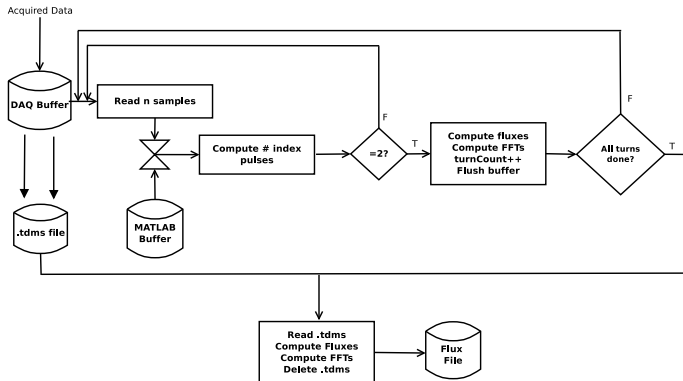 Acquired Data
DAQ Buffer
Read n samples
F
F
Compute # index
pulses
=2?
T
Compute fluxes
Compute FFTs
turnCount++
Flush buffer
All turns
done?
T
.tdms file
MATLAB
Buffer
Read .tdms
Compute Fluxes
Compute FFTs
Delete .tdms
Flux
File